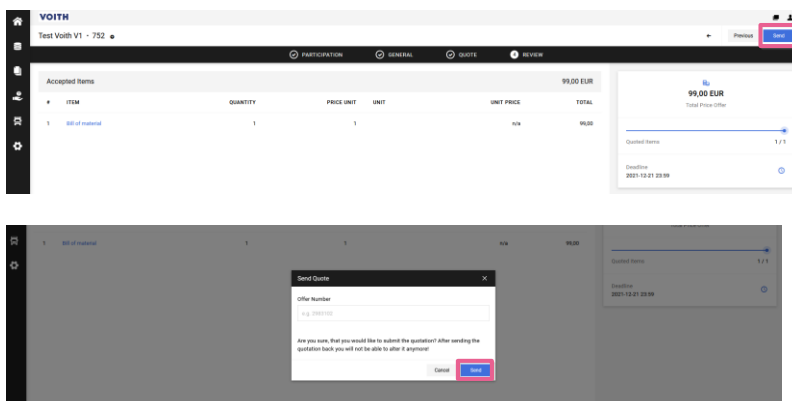 VOITH
Test Voith V1 • 752
Previous
Send
PARTICIPATION
GENERAL
QUOTE
REVIEW
Accepted Items
99,00 EUR
# ITEM QUANTITY PRICE UNIT UNIT UNIT PRICE TOTAL
1 Bill of material 1 1 n/a 99,00
99,00 EUR
Total Price Offer
Quoted Items 1 / 1
Deadline
2021-12-21 23:59
1 Bill of material 1 1 n/a 99,00
Total Price Offer
Quoted Items 1 / 1
Deadline
2021-12-21 23:59
Send Quote
Offer Number
Are you sure, that you would like to submit the quotation? After sending the
quotation back you will not be able to alter it anymore!
Cancel
Send